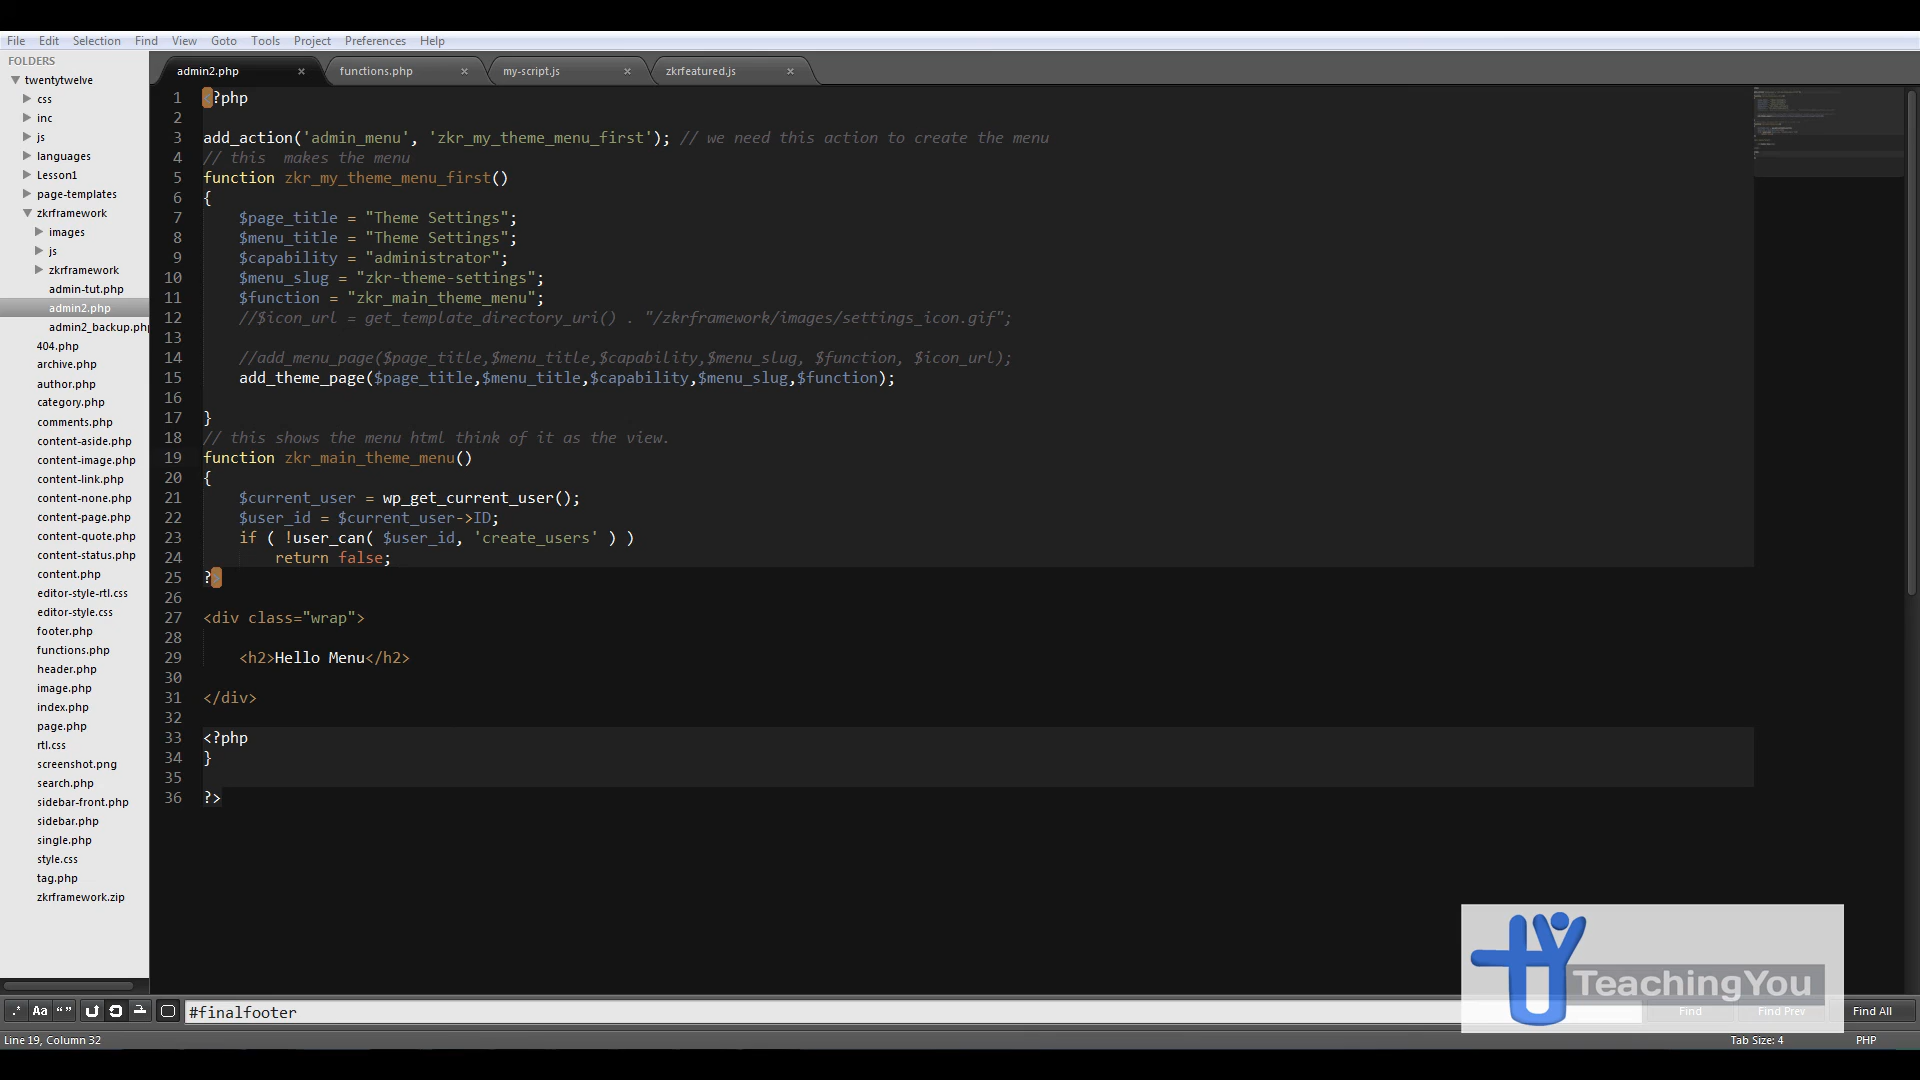 File Edit Selection Find View Goto Tools Project Preferences Help
FOLDERS
twentytwelve
css
inc
js
languages
Lesson1
page-templates
zkrframework
images
js
zkrframework
admin-tut.php
admin2.php
admin2_backup.php
404.php
archive.php
author.php
category.php
comments.php
content-aside.php
content-image.php
content-link.php
content-none.php
content-page.php
content-quote.php
content-status.php
content.php
editor-style-rtl.css
editor-style.css
footer.php
functions.php
header.php
image.php
index.php
page.php
rtl.css
screenshot.png
search.php
sidebar-front.php
sidebar.php
single.php
style.css
tag.php
zkrframework.zip
admin2.php × functions.php × my-script.js × zkrfeatured.js ×
1 <?php
2
3 add_action('admin_menu', 'zkr_my_theme_menu_first'); // we need this action to create the menu
4 // this  makes the menu
5 function zkr_my_theme_menu_first()
6 {
7     $page_title = "Theme Settings";
8     $menu_title = "Theme Settings";
9     $capability = "administrator";
10     $menu_slug = "zkr-theme-settings";
11     $function = "zkr_main_theme_menu";
12     //$icon_url = get_template_directory_uri() . "/zkrframework/images/settings_icon.gif";
13
14     //add_menu_page($page_title,$menu_title,$capability,$menu_slug, $function, $icon_url);
15     add_theme_page($page_title,$menu_title,$capability,$menu_slug,$function);
16
17 }
18 // this shows the menu html think of it as the view.
19 function zkr_main_theme_menu()
20 {
21     $current_user = wp_get_current_user();
22     $user_id = $current_user->ID;
23     if ( !user_can( $user_id, 'create_users' ) )
24         return false;
25 ?>
26
27 <div class="wrap">
28
29     <h2>Hello Menu</h2>
30
31 </div>
32
33 <?php
34 }
35
36 ?>
TeachingYou
.* Aa “” #finalfooter Find Find Prev Find All
Line 19, Column 32 Tab Size: 4 PHP